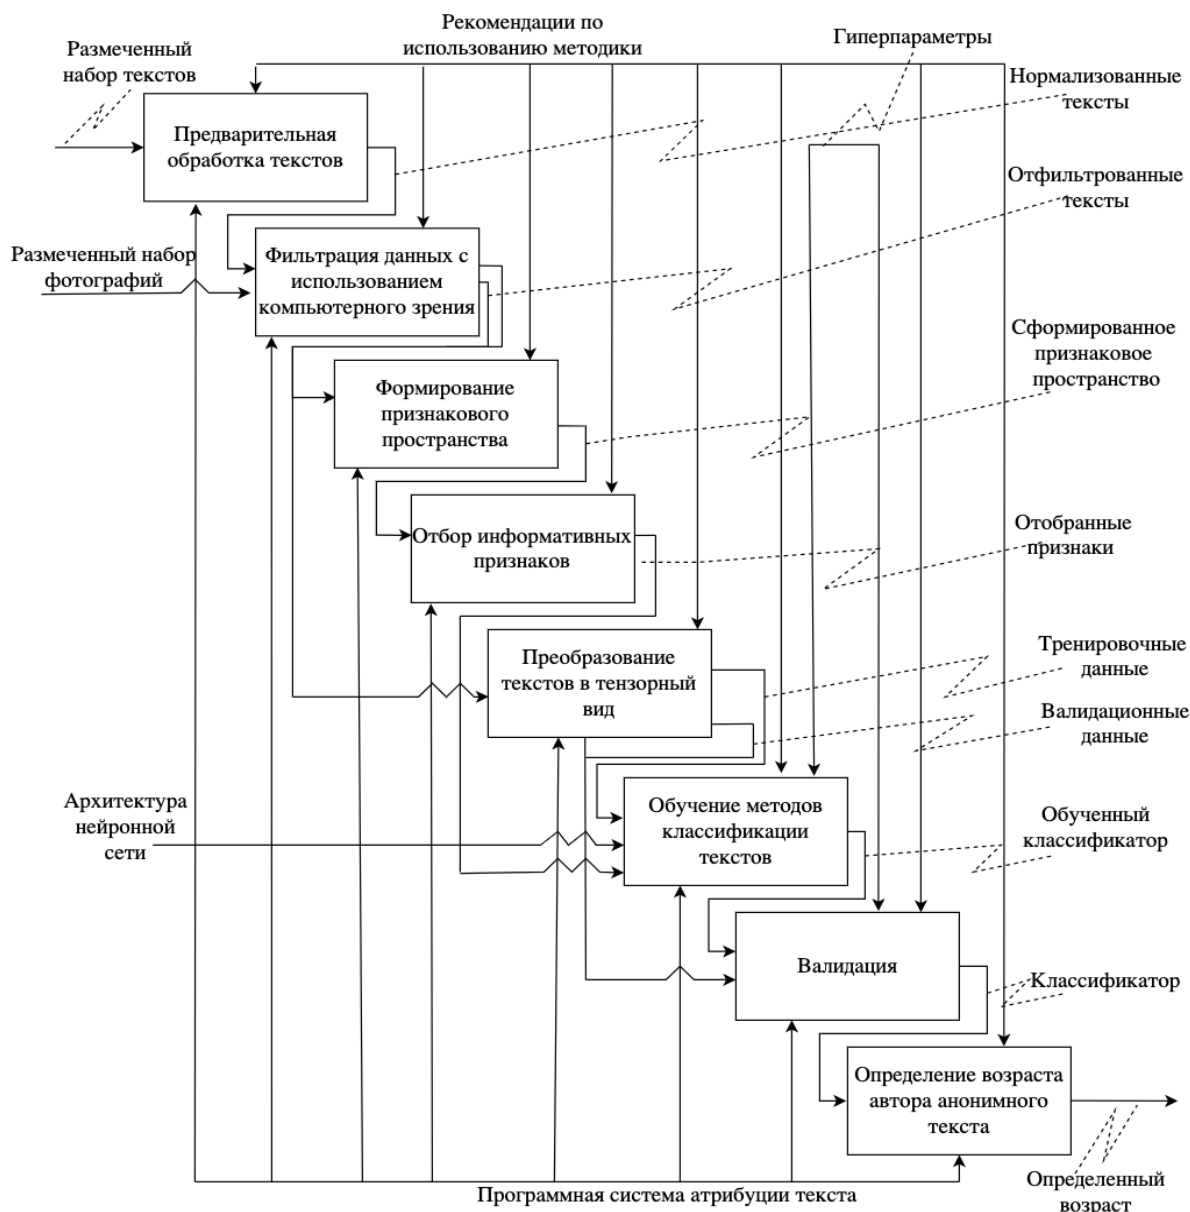 Рекомендации по
использованию методики
Размеченный
набор текстов
Гиперпараметры
Нормализованные
тексты
Предварительная
обработка текстов
Отфильтрованные
тексты
Размеченный набор
фотографий
Фильтрация данных с
использованием
компьютерного зрения
Сформированное
признаковое
пространство
Формирование
признакового
пространства
Отбор информативных
признаков
Отобранные
признаки
Преобразование
текстов в тензорный
вид
Тренировочные
данные
Валидационные
данные
Архитектура
нейронной
сети
Обучение методов
классификации
текстов
Обученный
классификатор
Валидация
Классификатор
Определение возраста
автора анонимного
текста
Определенный
возраст
Программная система атрибуции текста